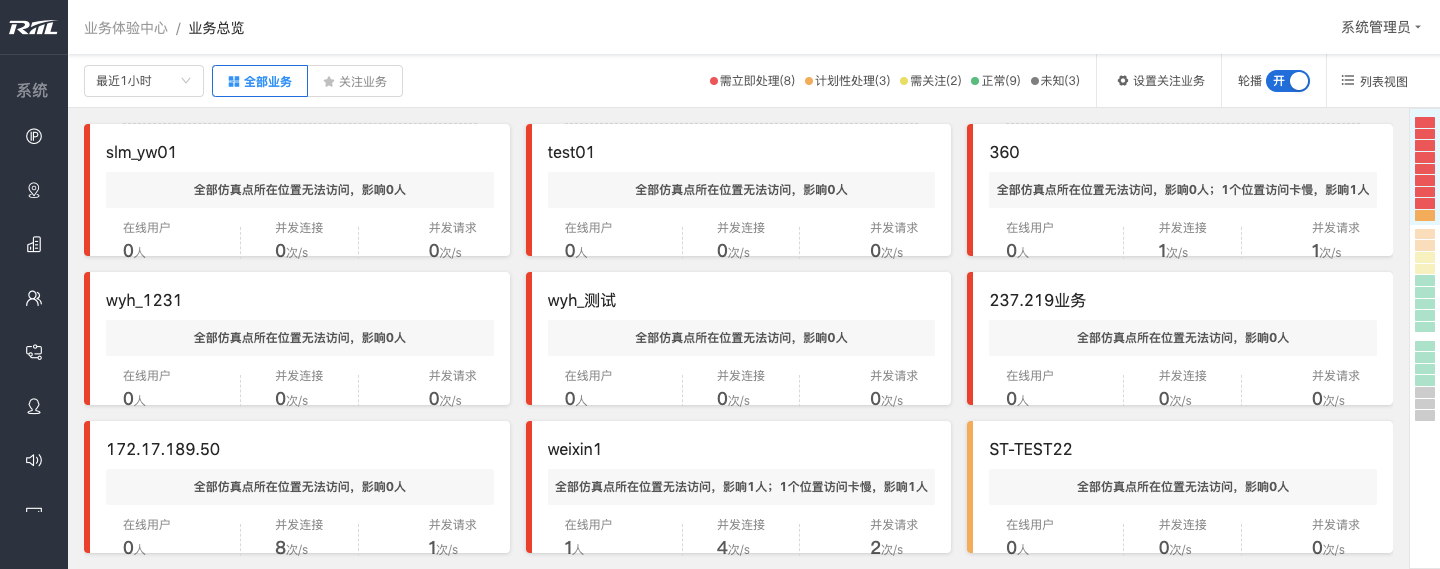 RIIL
业务体验中心 / 业务总览
系统管理员
系统
最近1小时
全部业务
关注业务
需立即处理(8)
计划性处理(3)
需关注(2)
正常(9)
未知(3)
设置关注业务
轮播
开
列表视图
slm_yw01
全部仿真点所在位置无法访问，影响0人
在线用户 并发连接 并发请求
0人 0次/s 0次/s
test01
全部仿真点所在位置无法访问，影响0人
在线用户 并发连接 并发请求
0人 0次/s 0次/s
360
全部仿真点所在位置无法访问，影响0人；1个位置访问卡慢，影响1人
在线用户 并发连接 并发请求
0人 1次/s 1次/s
wyh_1231
全部仿真点所在位置无法访问，影响0人
在线用户 并发连接 并发请求
0人 0次/s 0次/s
wyh_测试
全部仿真点所在位置无法访问，影响0人
在线用户 并发连接 并发请求
0人 0次/s 0次/s
237.219业务
全部仿真点所在位置无法访问，影响0人
在线用户 并发连接 并发请求
0人 0次/s 0次/s
172.17.189.50
全部仿真点所在位置无法访问，影响0人
在线用户 并发连接 并发请求
0人 8次/s 1次/s
weixin1
全部仿真点所在位置无法访问，影响1人；1个位置访问卡慢，影响1人
在线用户 并发连接 并发请求
1人 4次/s 2次/s
ST-TEST22
全部仿真点所在位置无法访问，影响0人
在线用户 并发连接 并发请求
0人 0次/s 0次/s